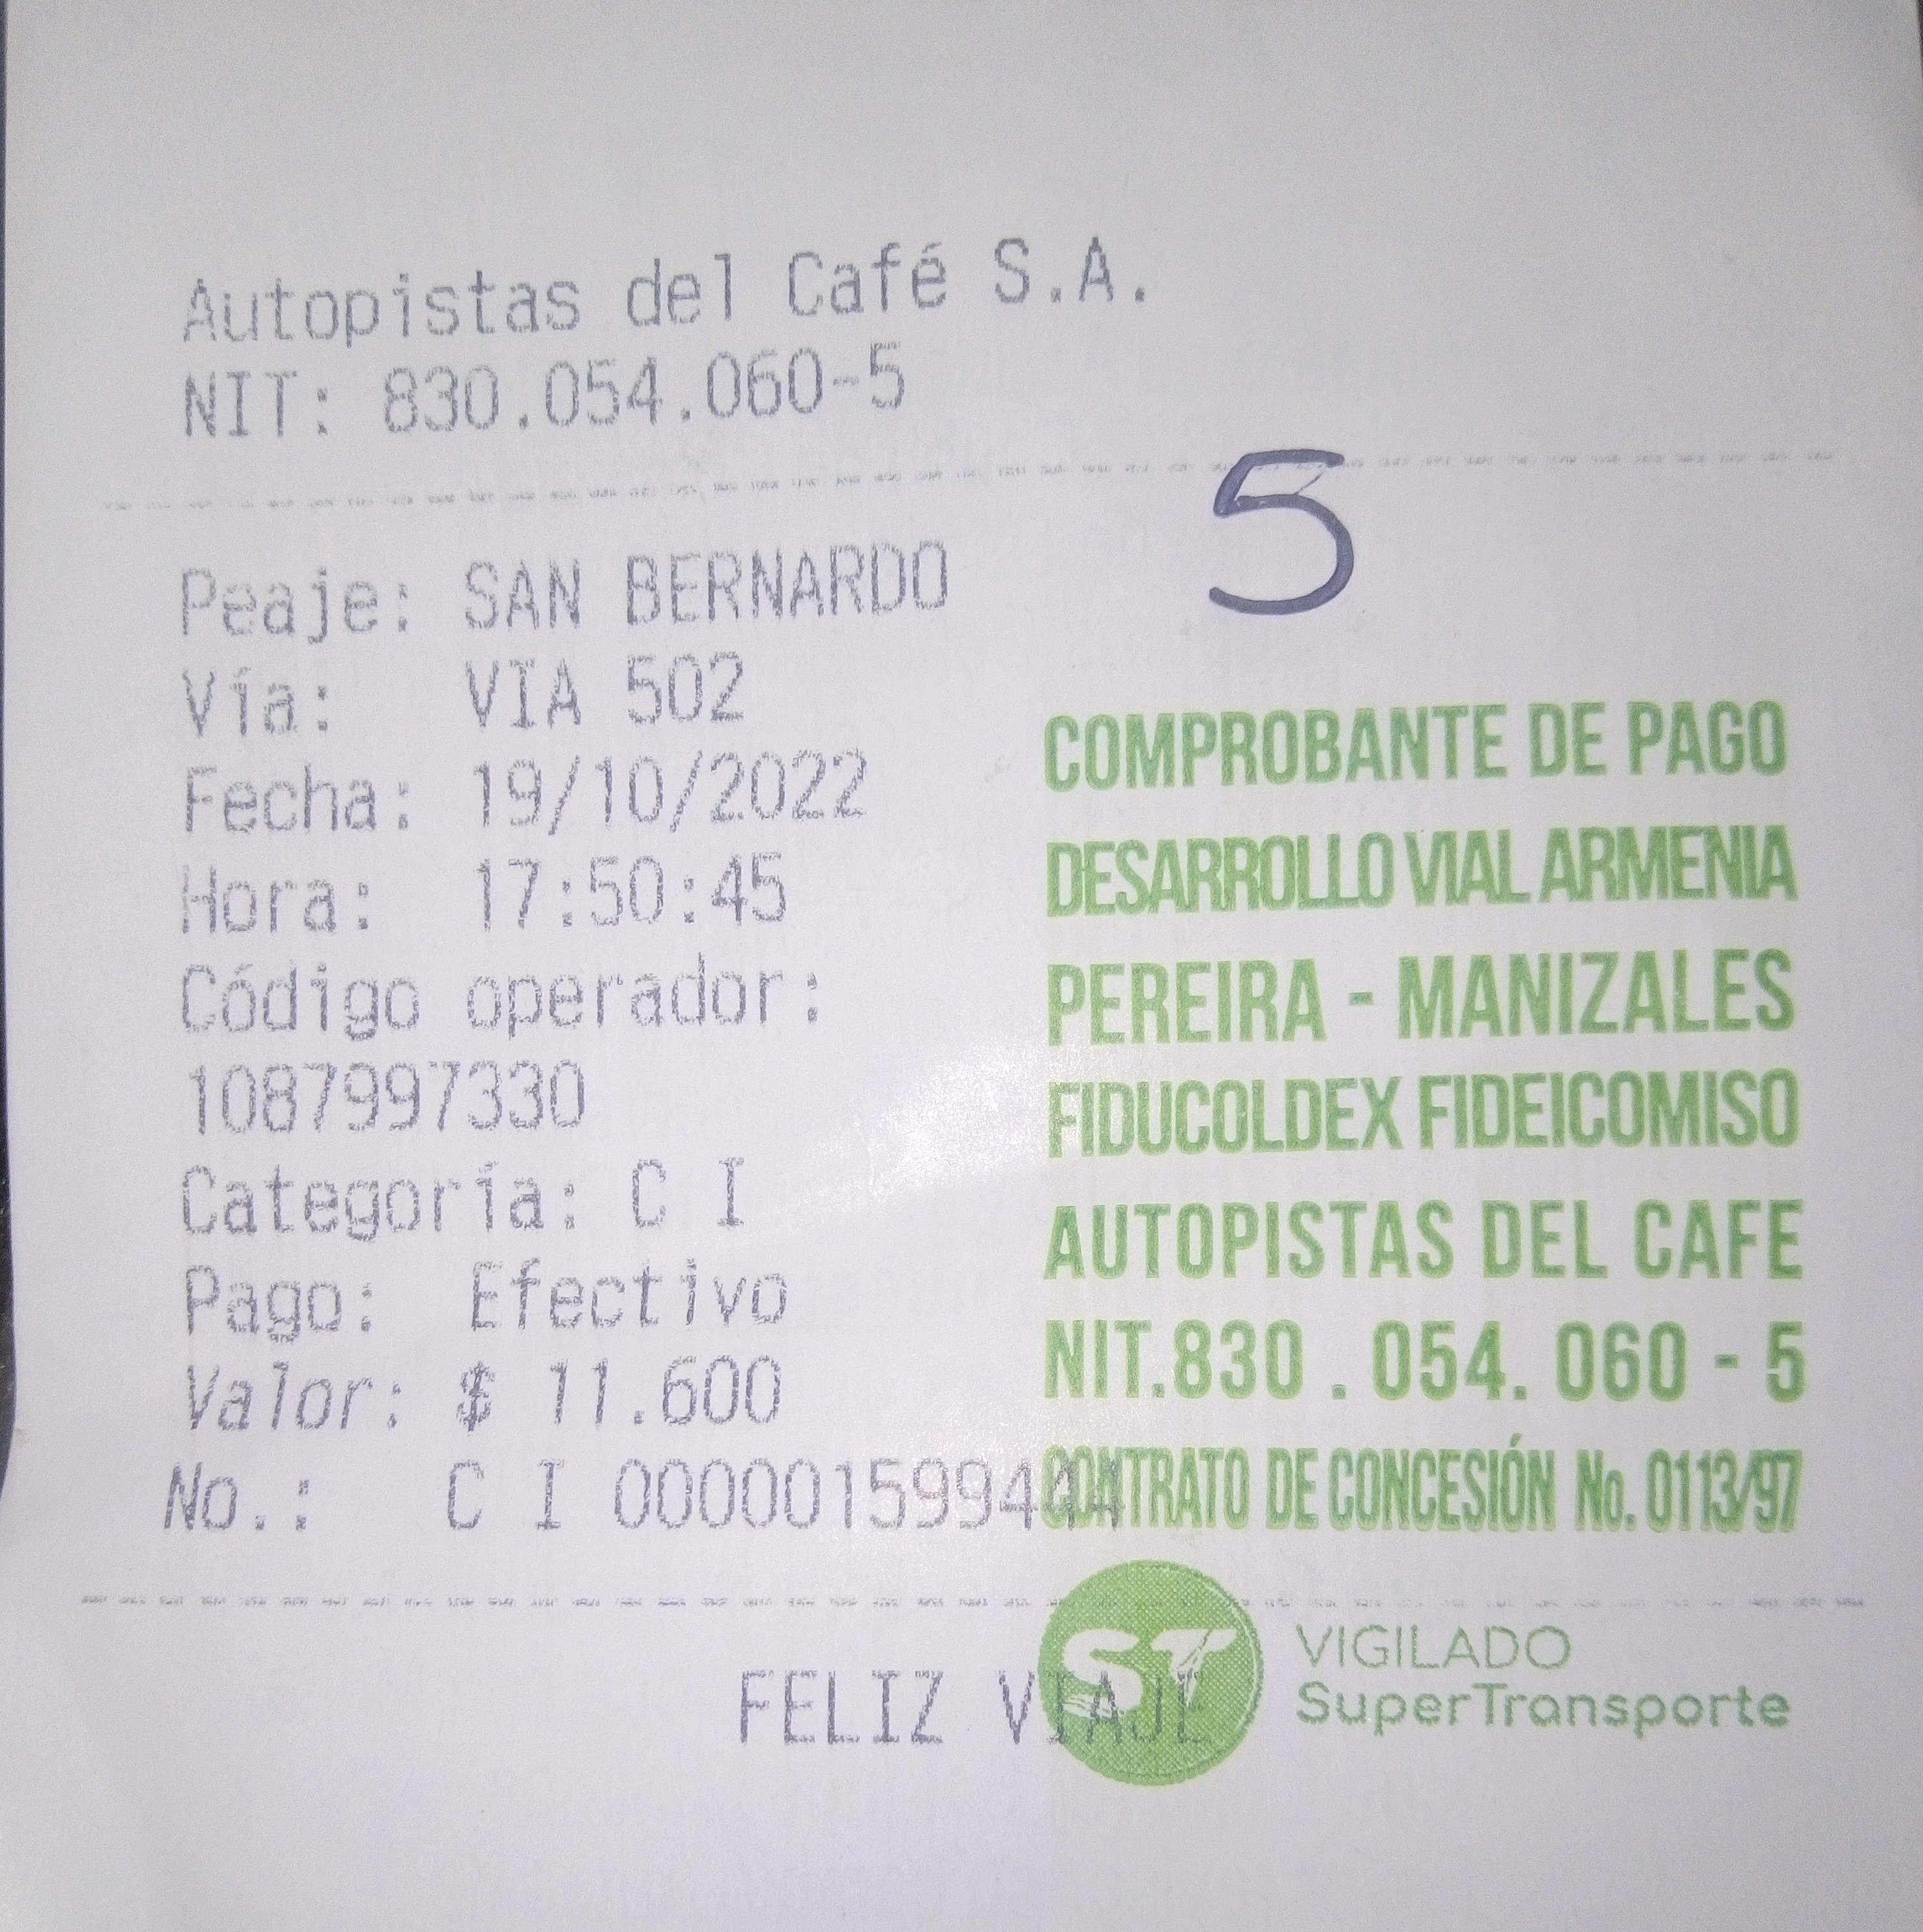 Autopistas del Café S.A.
NIT: 830.054.060-5
5
Peaje: SAN BERNARDO
Vía: VIA 502
Fecha: 19/10/2022
Hora: 17:50:45
Código operador:
1087997330
Categoría: C I
Pago: Efectivo
Valor: $ 11.600
No.: C I 0000001599444
FELIZ VIAJE
COMPROBANTE DE PAGO
DESARROLLO VIAL ARMENIA
PEREIRA - MANIZALES
FIDUCOLDEX FIDEICOMISO
AUTOPISTAS DEL CAFE
NIT.830 . 054. 060 - 5
CONTRATO DE CONCESIÓN No. 0113/97
ST
VIGILADO
SuperTransporte